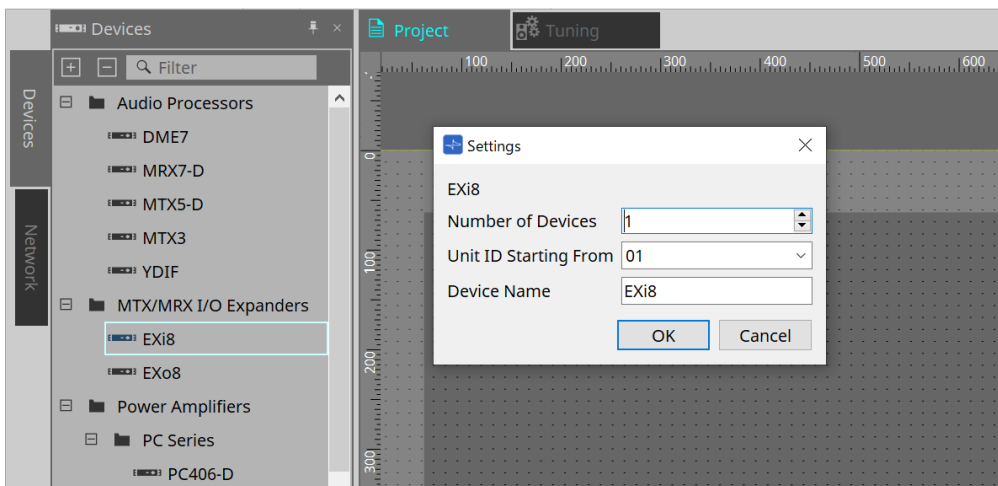 Devices
Project
Tuning
Filter
100 200 300 400 500 600
Devices
Network
Audio Processors
DME7
MRX7-D
MTX5-D
MTX3
YDIF
MTX/MRX I/O Expanders
EXi8
EXo8
Power Amplifiers
PC Series
PC406-D
0
100
200
300
Settings
EXi8
Number of Devices 1
Unit ID Starting From 01
Device Name EXi8
OK Cancel